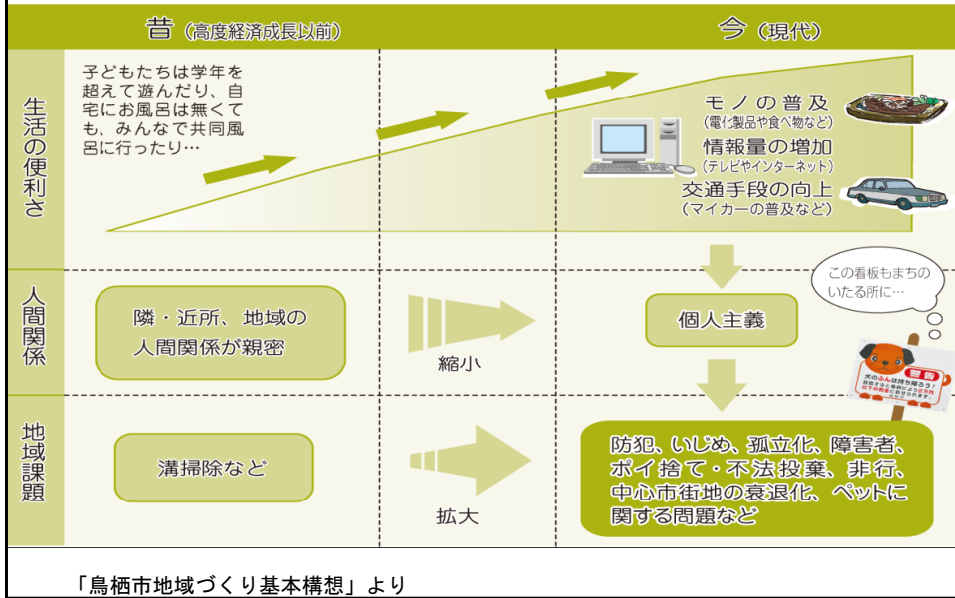 昔（高度経済成長以前）
今（現代）
生活の便利さ
子どもたちは学年を
超えて遊んだり、自
宅にお風呂は無くて
も、みんなで共同風
呂に行ったり…
モノの普及
（電化製品や食べ物など）
情報量の増加
（テレビやインターネット）
交通手段の向上
（マイカーの普及など）
人間関係
隣・近所、地域の
人間関係が親密
縮小
個人主義
この看板もまちの
いたる所に…
警告
犬のふんは持ち帰ろう！
地域課題
溝掃除など
拡大
防犯、いじめ、孤立化、障害者、
ポイ捨て・不法投棄、非行、
中心市街地の衰退化、ペットに
関する問題など
「鳥栖市地域づくり基本構想」より